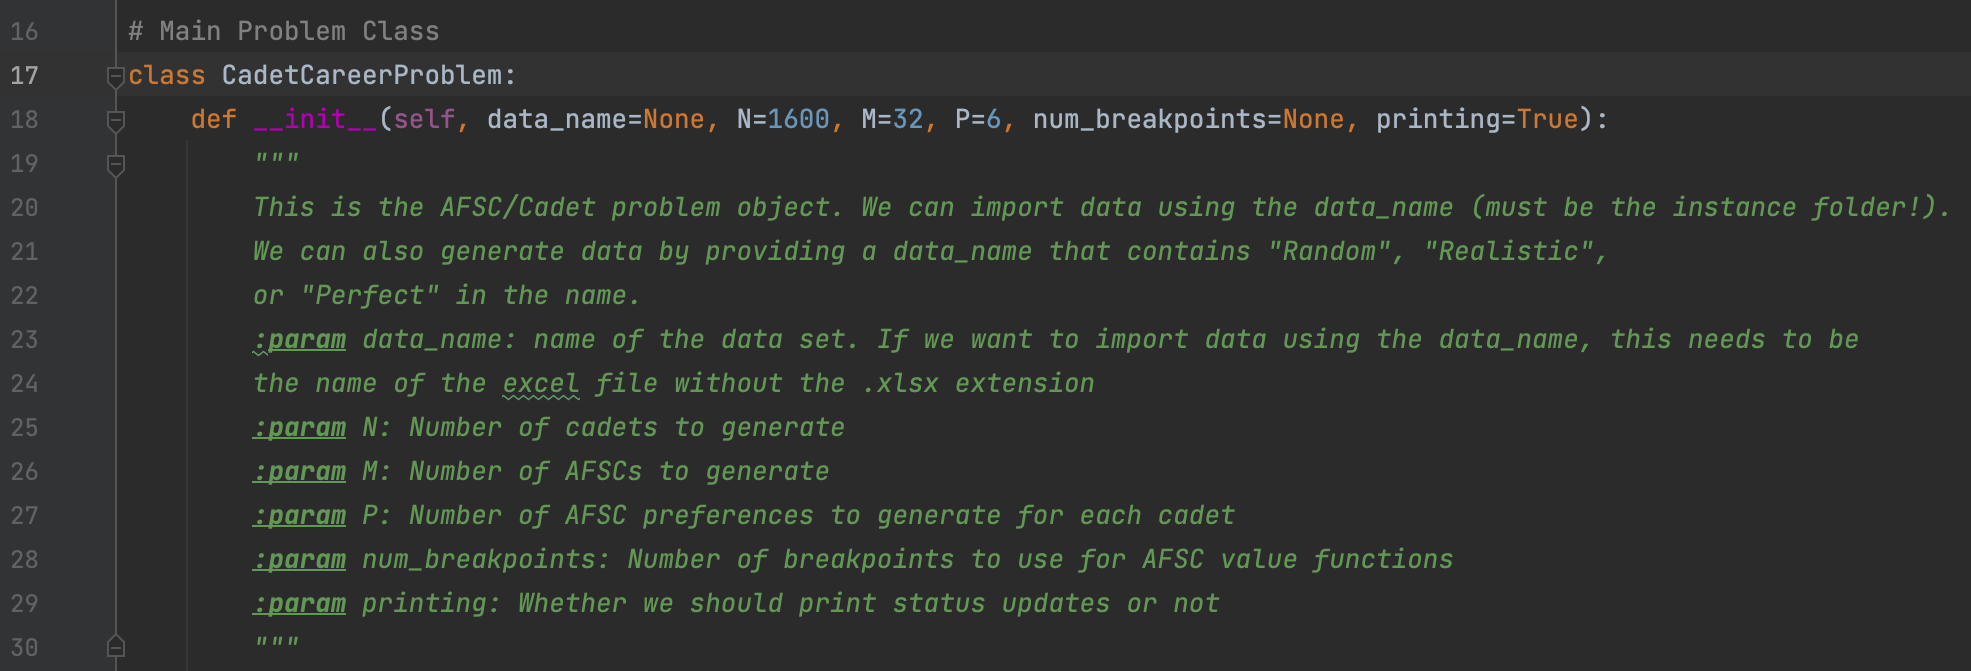 16 # Main Problem Class
17 class CadetCareerProblem:
18 def __init__(self, data_name=None, N=1600, M=32, P=6, num_breakpoints=None, printing=True):
19 """
20 This is the AFSC/Cadet problem object. We can import data using the data_name (must be the instance folder!).
21 We can also generate data by providing a data_name that contains "Random", "Realistic",
22 or "Perfect" in the name.
23 :param data_name: name of the data set. If we want to import data using the data_name, this needs to be
24 the name of the excel file without the .xlsx extension
25 :param N: Number of cadets to generate
26 :param M: Number of AFSCs to generate
27 :param P: Number of AFSC preferences to generate for each cadet
28 :param num_breakpoints: Number of breakpoints to use for AFSC value functions
29 :param printing: Whether we should print status updates or not
30 """